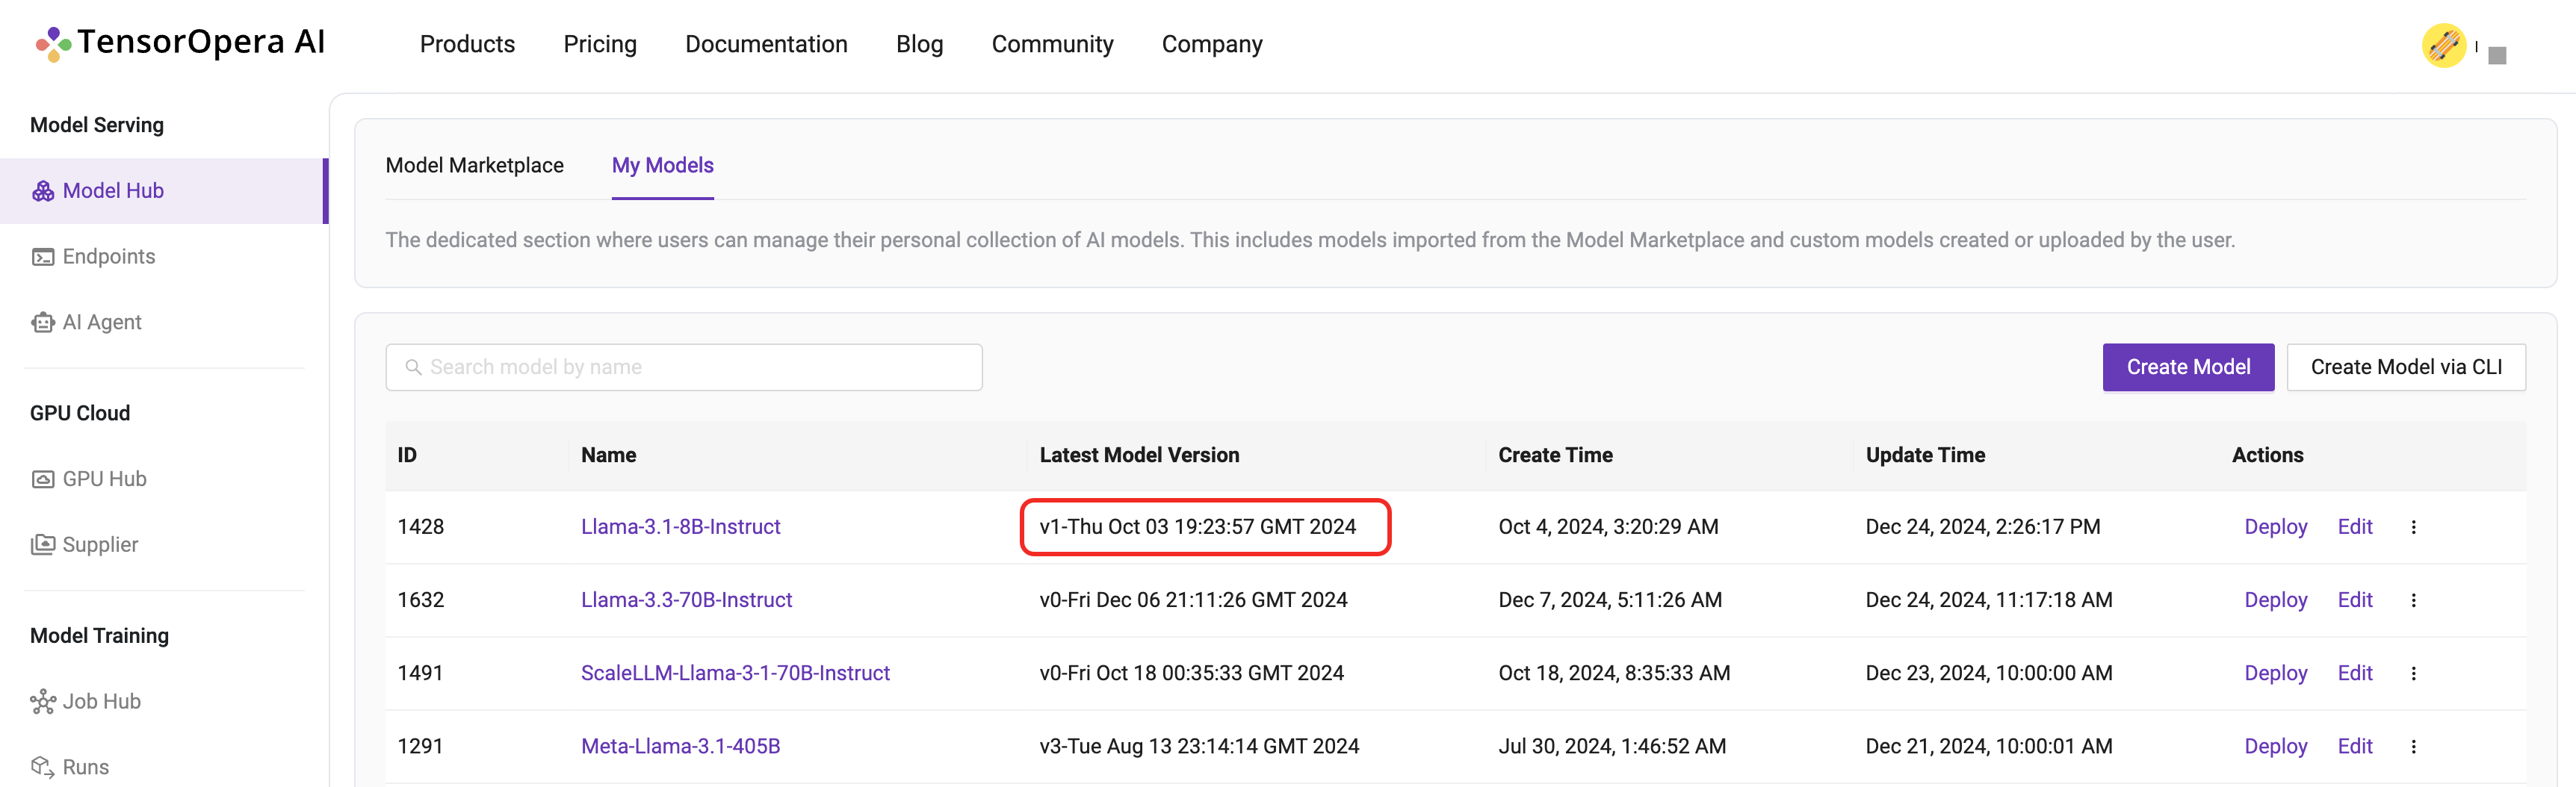 TensorOpera AI Products Pricing Documentation Blog Community Company
Model Serving
Model Hub
Endpoints
AI Agent
GPU Cloud
GPU Hub
Supplier
Model Training
Job Hub
Runs
Model Marketplace My Models
The dedicated section where users can manage their personal collection of AI models. This includes models imported from the Model Marketplace and custom models created or uploaded by the user.
Search model by name Create Model Create Model via CLI
ID Name Latest Model Version Create Time Update Time Actions
1428 Llama-3.1-8B-Instruct v1-Thu Oct 03 19:23:57 GMT 2024 Oct 4, 2024, 3:20:29 AM Dec 24, 2024, 2:26:17 PM Deploy Edit
1632 Llama-3.3-70B-Instruct v0-Fri Dec 06 21:11:26 GMT 2024 Dec 7, 2024, 5:11:26 AM Dec 24, 2024, 11:17:18 AM Deploy Edit
1491 ScaleLLM-Llama-3-1-70B-Instruct v0-Fri Oct 18 00:35:33 GMT 2024 Oct 18, 2024, 8:35:33 AM Dec 23, 2024, 10:00:00 AM Deploy Edit
1291 Meta-Llama-3.1-405B v3-Tue Aug 13 23:14:14 GMT 2024 Jul 30, 2024, 1:46:52 AM Dec 21, 2024, 10:00:01 AM Deploy Edit